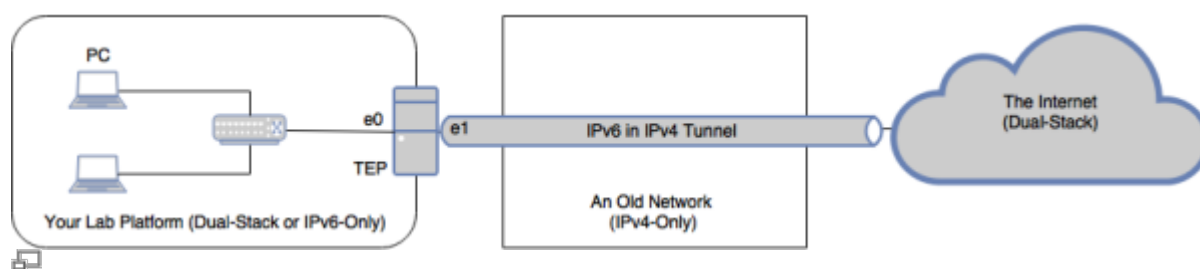 PC
e0
e1
TEP
Your Lab Platform (Dual-Stack or IPv6-Only)
IPv6 in IPv4 Tunnel
An Old Network
(IPv4-Only)
The Internet
(Dual-Stack)